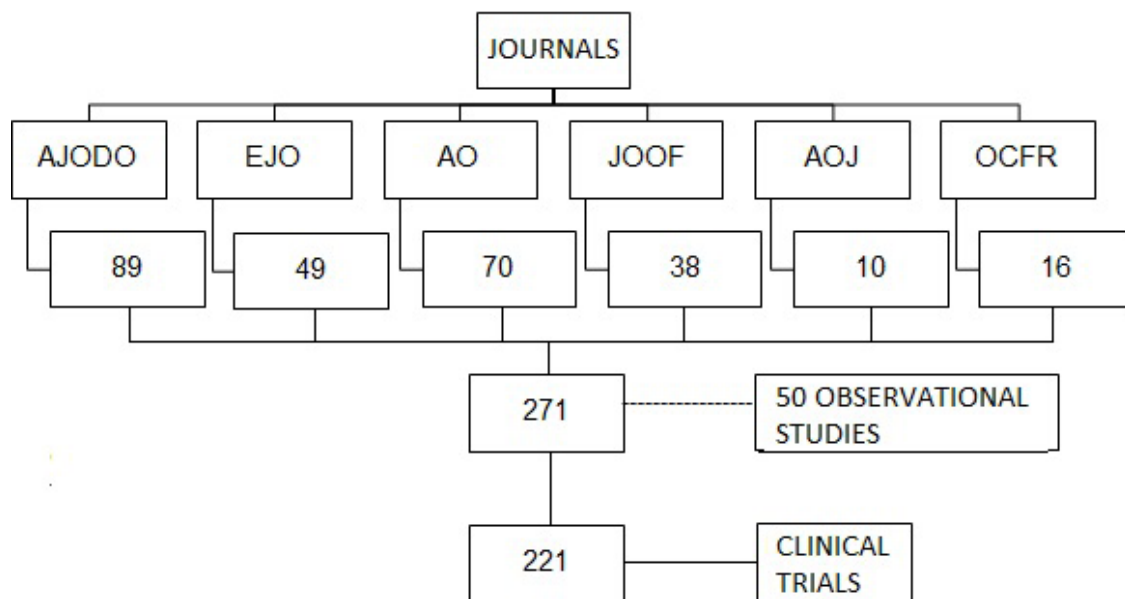 JOURNALS
AJODO
EJO
AO
JOOF
AOJ
OCFR
89
49
70
38
10
16
271
50 OBSERVATIONAL
STUDIES
221
CLINICAL
TRIALS